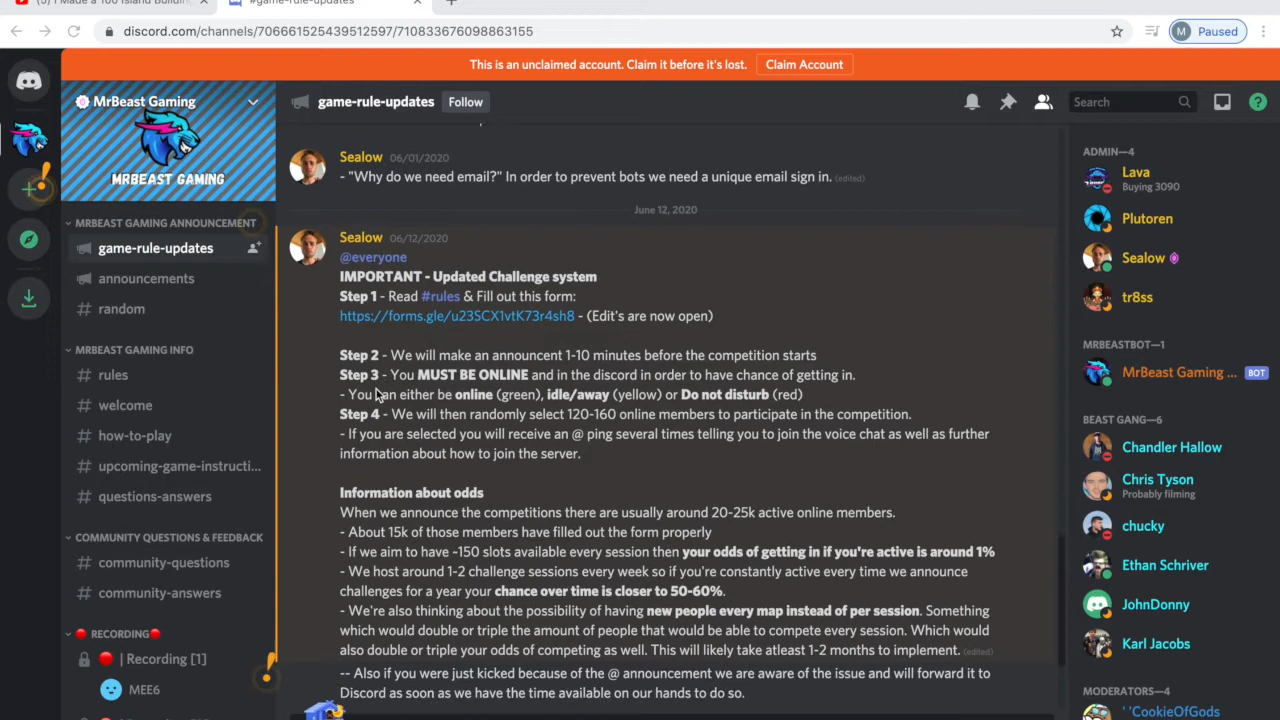 #game-rule-updates
discord.com/channels/706661525439512597/710833676098863155
M Paused
This is an unclaimed account. Claim it before it's lost. Claim Account
MrBeast Gaming
MRBEAST GAMING
MRBEAST GAMING ANNOUNCEMENT
game-rule-updates
announcements
random
MRBEAST GAMING INFO
rules
welcome
how-to-play
upcoming-game-instructi...
questions-answers
COMMUNITY QUESTIONS & FEEDBACK
community-questions
community-answers
RECORDING
| Recording [1]
MEE6
game-rule-updates Follow
Search
Sealow 06/01/2020
- "Why do we need email?" In order to prevent bots we need a unique email sign in. (edited)
June 12, 2020
Sealow 06/12/2020
@everyone
IMPORTANT - Updated Challenge system
Step 1 - Read #rules & Fill out this form:
https://forms.gle/u23SCX1vtK73r4sh8 - (Edit's are now open)
Step 2 - We will make an announcent 1-10 minutes before the competition starts
Step 3 - You MUST BE ONLINE and in the discord in order to have chance of getting in.
- You can either be online (green), idle/away (yellow) or Do not disturb (red)
Step 4 - We will then randomly select 120-160 online members to participate in the competition.
- If you are selected you will receive an @ ping several times telling you to join the voice chat as well as further
information about how to join the server.
Information about odds
When we announce the competitions there are usually around 20-25k active online members.
- About 15k of those members have filled out the form properly
- If we aim to have ~150 slots available every session then your odds of getting in if you're active is around 1%
- We host around 1-2 challenge sessions every week so if you're constantly active every time we announce
challenges for a year your chance over time is closer to 50-60%.
- We're also thinking about the possibility of having new people every map instead of per session. Something
which would double or triple the amount of people that would be able to compete every session. Which would
also double or triple your odds of competing as well. This will likely take atleast 1-2 months to implement. (edited)
-- Also if you were just kicked because of the @ announcement we are aware of the issue and will forward it to
Discord as soon as we have the time available on our hands to do so.
ADMIN—4
Lava
Buying 3090
Plutoren
Sealow
tr8ss
MRBEASTBOT—1
MrBeast Gaming ... BOT
BEAST GANG—6
Chandler Hallow
Chris Tyson
Probably filming
chucky
Ethan Schriver
JohnDonny
Karl Jacobs
MODERATORS—4
' 'CookieOfGods